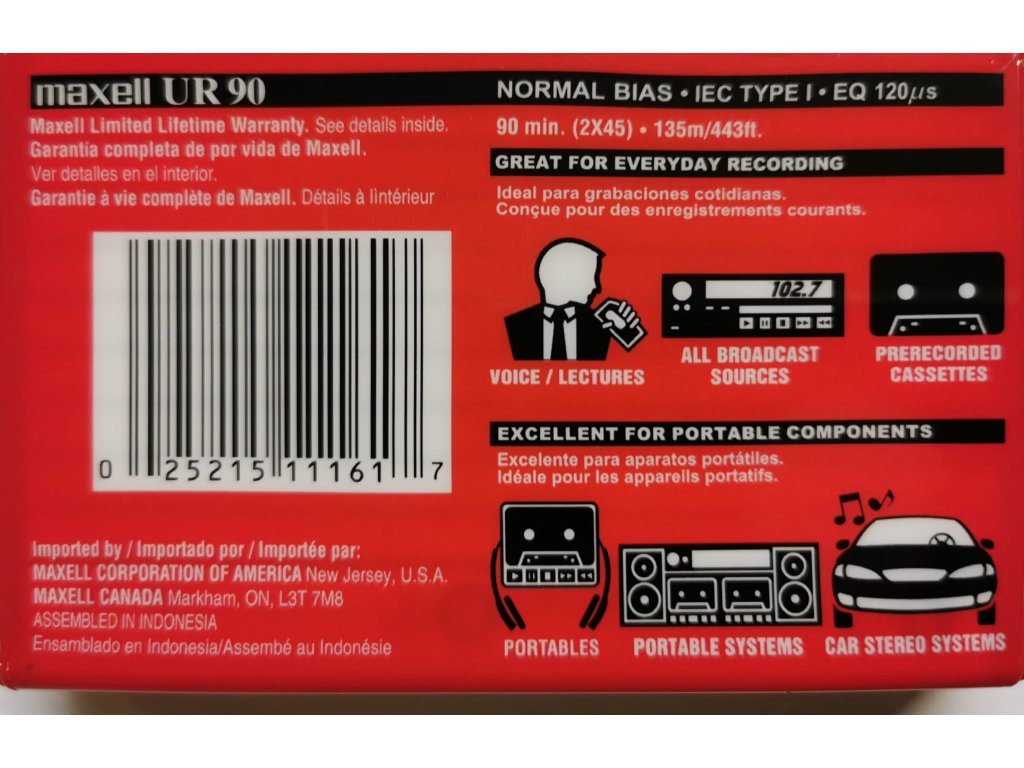 maxell UR 90
Maxell Limited Lifetime Warranty. See details inside.
Garantía completa de por vida de Maxell.
Ver detalles en el interior.
Garantie à vie complète de Maxell. Détails à lintérieur
0 25215 11161 7
Imported by / Importado por / Importée par:
MAXELL CORPORATION OF AMERICA New Jersey, U.S.A.
MAXELL CANADA Markham, ON, L3T 7M8
ASSEMBLED IN INDONESIA
Ensamblado en Indonesia/Assembé au Indonésie
NORMAL BIAS • IEC TYPE I • EQ 120µs
90 min. (2X45) • 135m/443ft.
GREAT FOR EVERYDAY RECORDING
Ideal para grabaciones cotidianas.
Conçue pour des enregistrements courants.
102.7
VOICE / LECTURES
ALL BROADCAST
SOURCES
PRERECORDED
CASSETTES
EXCELLENT FOR PORTABLE COMPONENTS
Excelente para aparatos portátiles.
Idéale pour les appareils portatifs.
PORTABLES
PORTABLE SYSTEMS
CAR STEREO SYSTEMS